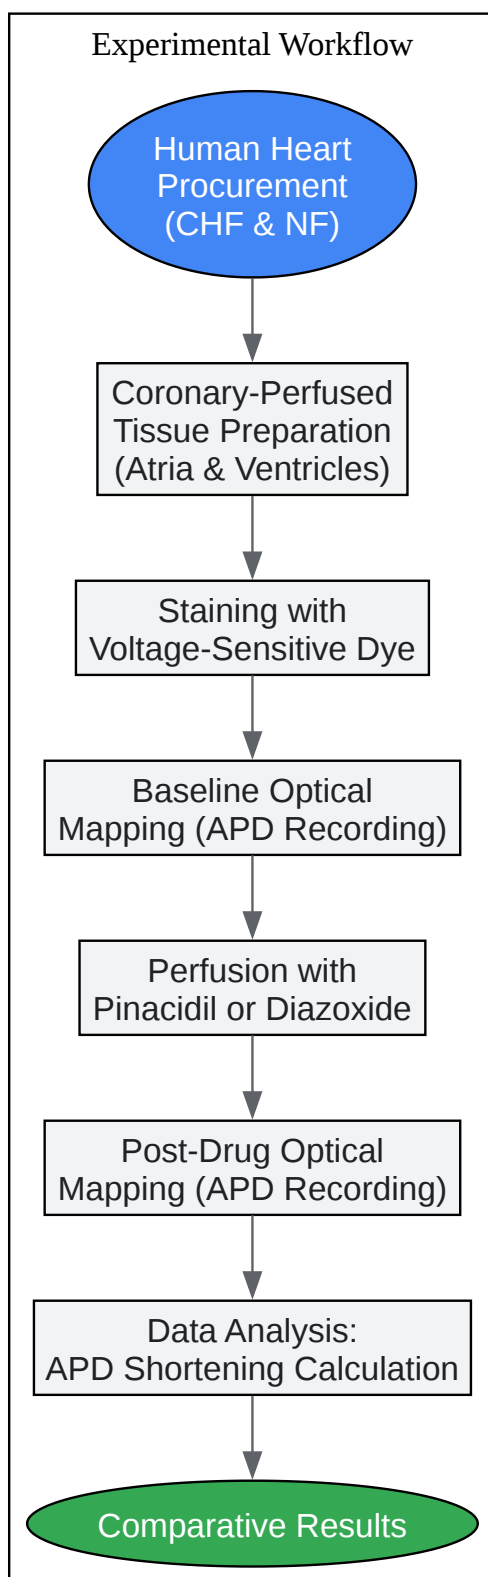 Experimental Workflow
Human Heart
Procurement
(CHF & NF)
Coronary-Perfused
Tissue Preparation
(Atria & Ventricles)
Staining with
Voltage-Sensitive Dye
Baseline Optical
Mapping (APD Recording)
Perfusion with
Pinacidil or Diazoxide
Post-Drug Optical
Mapping (APD Recording)
Data Analysis:
APD Shortening Calculation
Comparative Results